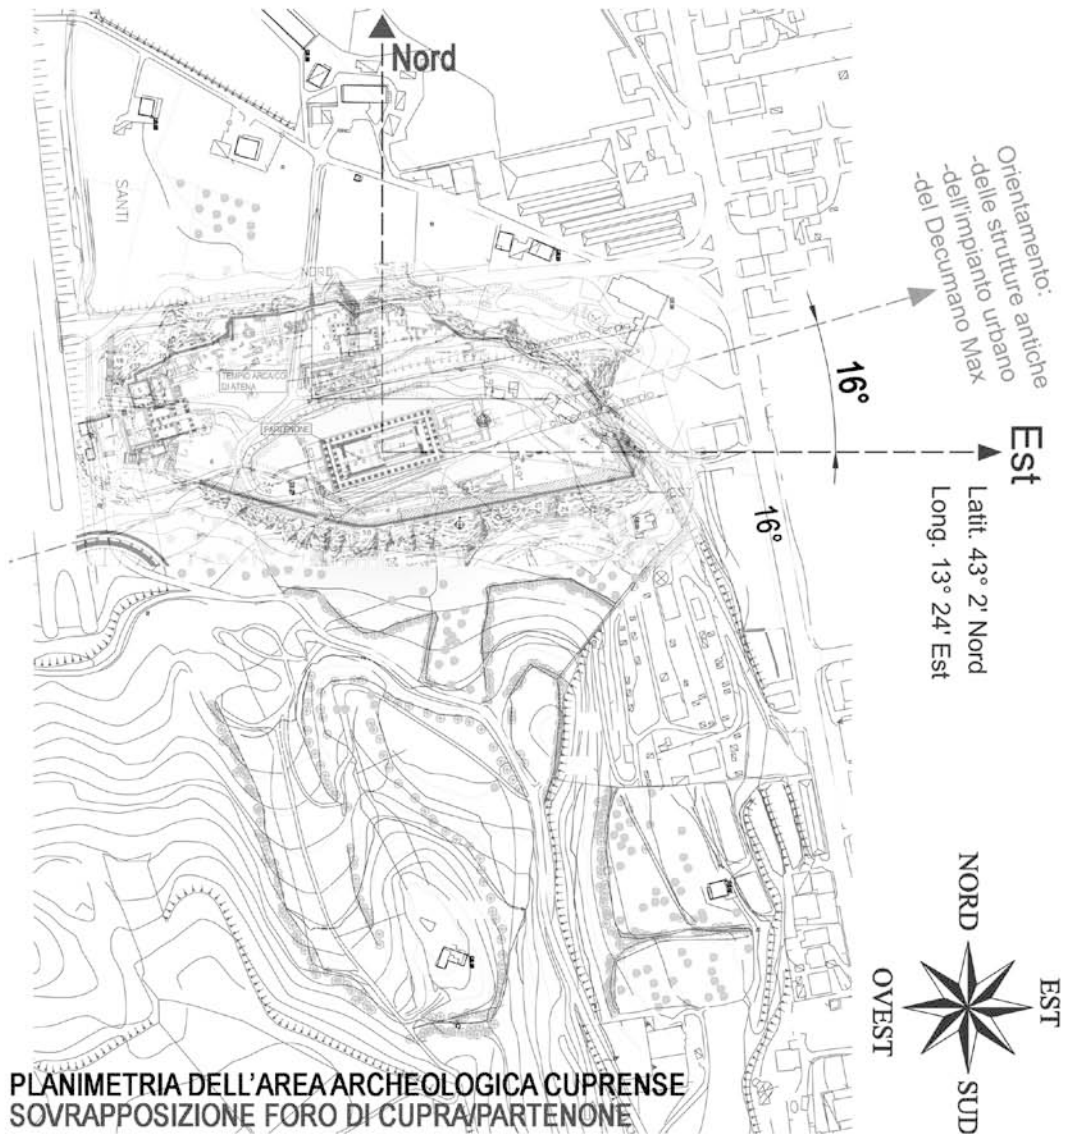 Nord
Orientamento:
-delle strutture antiche
-dell'impianto urbano
-del Decumano Max
16°
Est
Latit. 43° 2' Nord
Long. 13° 24' Est
16°
SANTI
NORD
TEMPIO ARCAICO
DI ATENA
PARTENONE
EST
NORD
EST
OVEST
SUD
PLANIMETRIA DELL'AREA ARCHEOLOGICA CUPRENSE
SOVRAPPOSIZIONE FORO DI CUPRA/PARTENONE